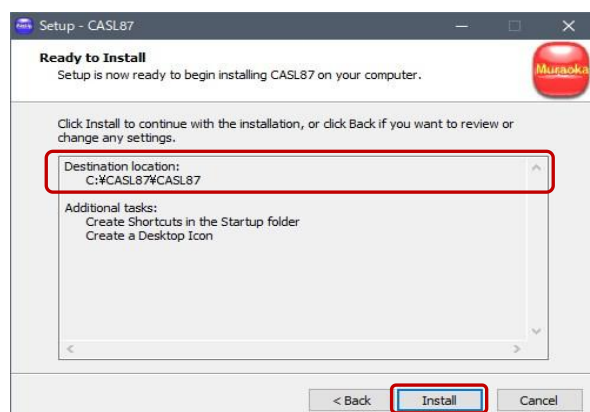 Setup - CASL87
Ready to Install
Setup is now ready to begin installing CASL87 on your computer.
Muraoka
Click Install to continue with the installation, or click Back if you want to review or
change any settings.
Destination location:
C:¥CASL87¥CASL87
Additional tasks:
Create Shortcuts in the Startup folder
Create a Desktop Icon
< Back
Install
Cancel